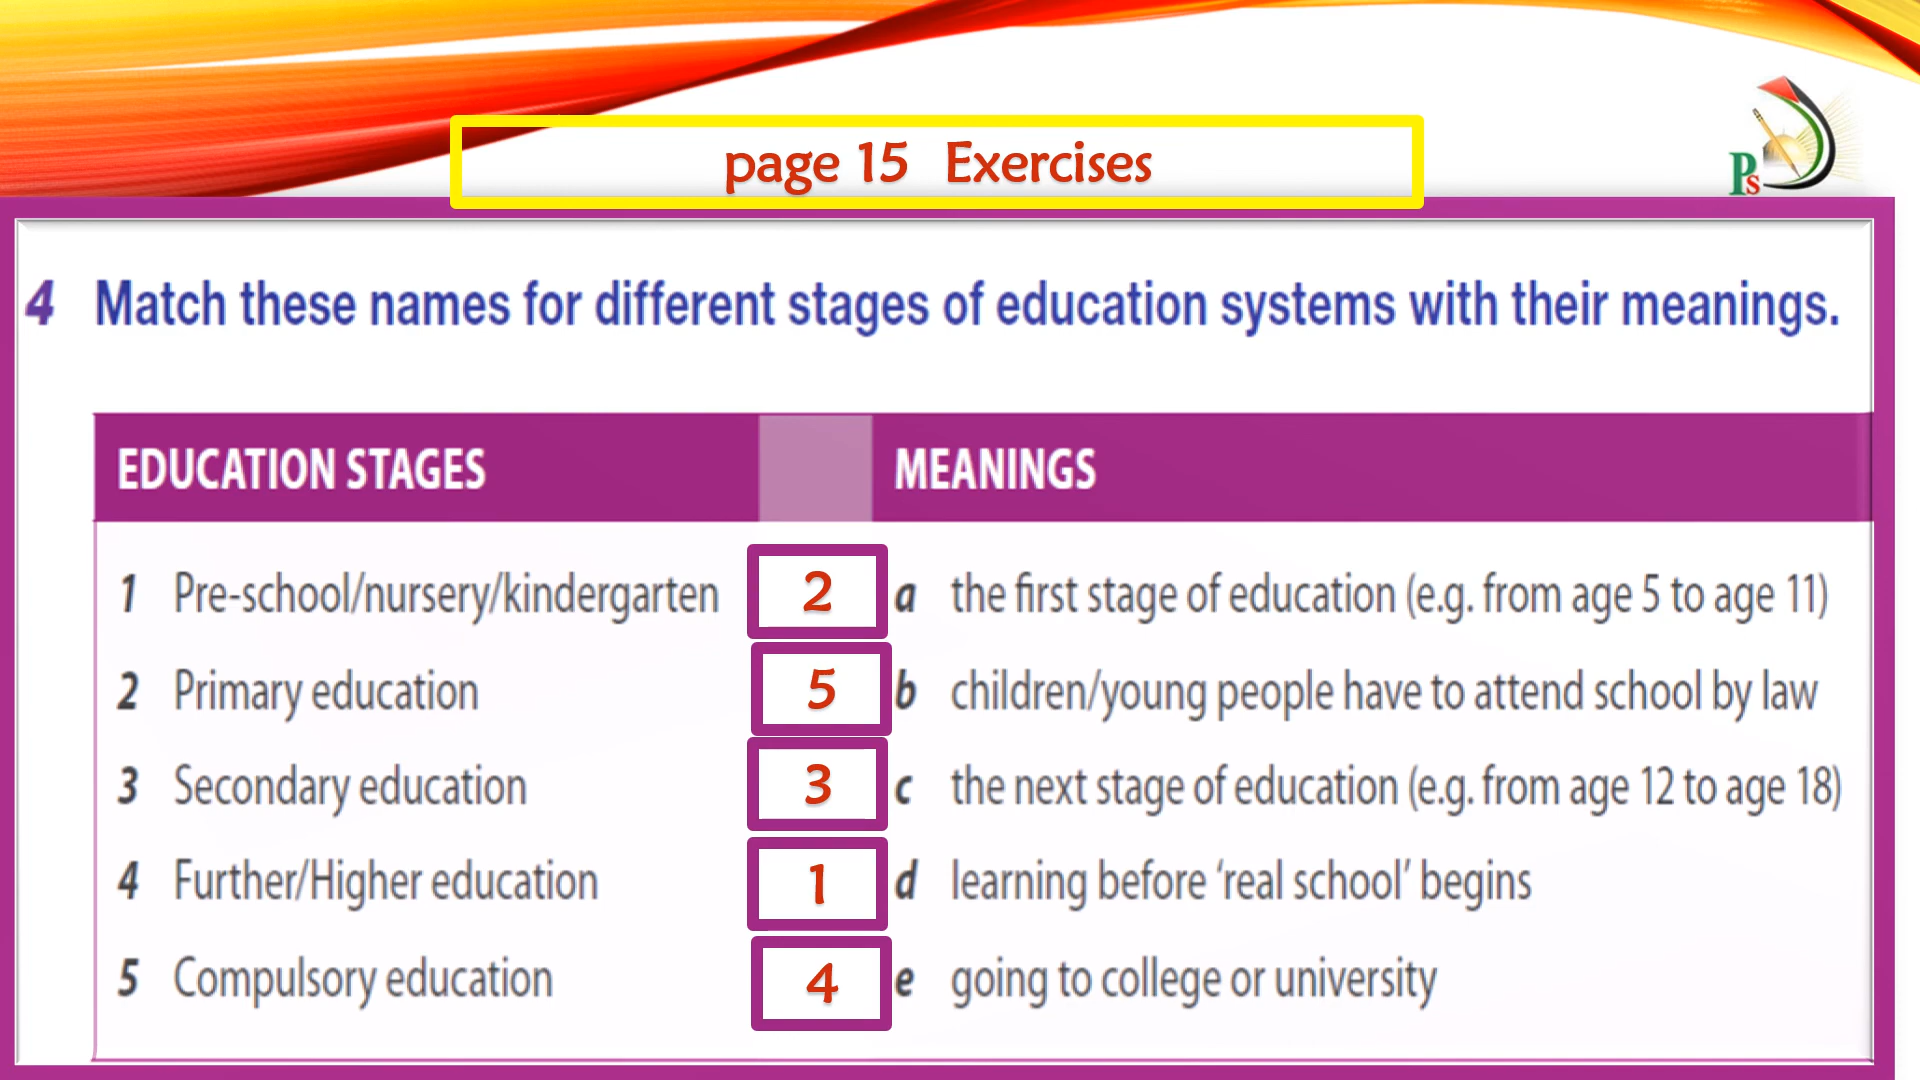 page 15 Exercises
Ps
4 Match these names for different stages of education systems with their meanings.
EDUCATION STAGES MEANINGS
1 Pre-school/nursery/kindergarten 2 a the first stage of education (e.g. from age 5 to age 11)
2 Primary education 5 b children/young people have to attend school by law
3 Secondary education 3 c the next stage of education (e.g. from age 12 to age 18)
4 Further/Higher education 1 d learning before ‘real school’ begins
5 Compulsory education 4 e going to college or university